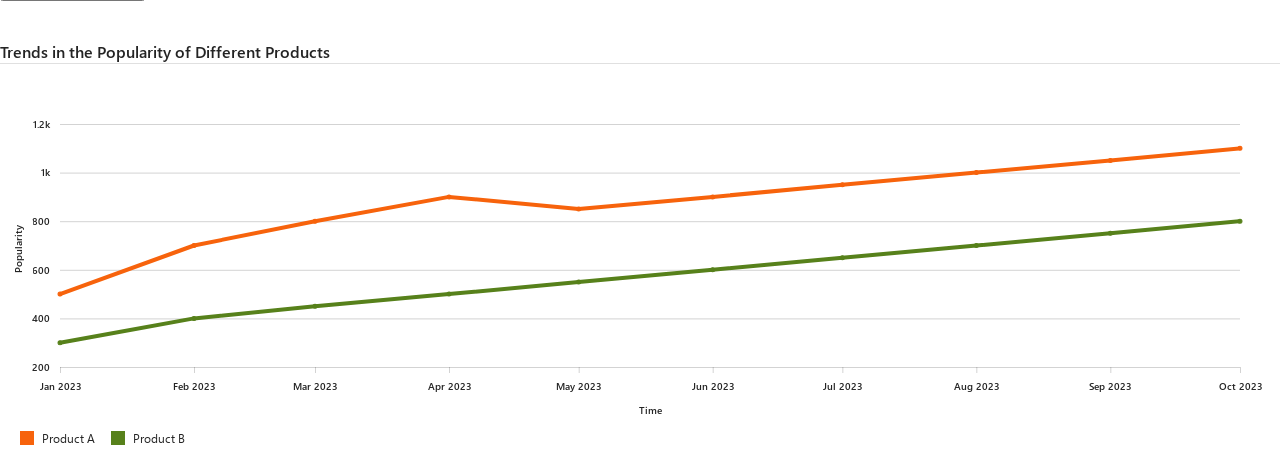 Trends in the Popularity of Different Products
1.2k
1k
800
600
400
200
Popularity
Jan 2023 Feb 2023 Mar 2023 Apr 2023 May 2023 Jun 2023 Jul 2023 Aug 2023 Sep 2023 Oct 2023
Time
Product A Product B